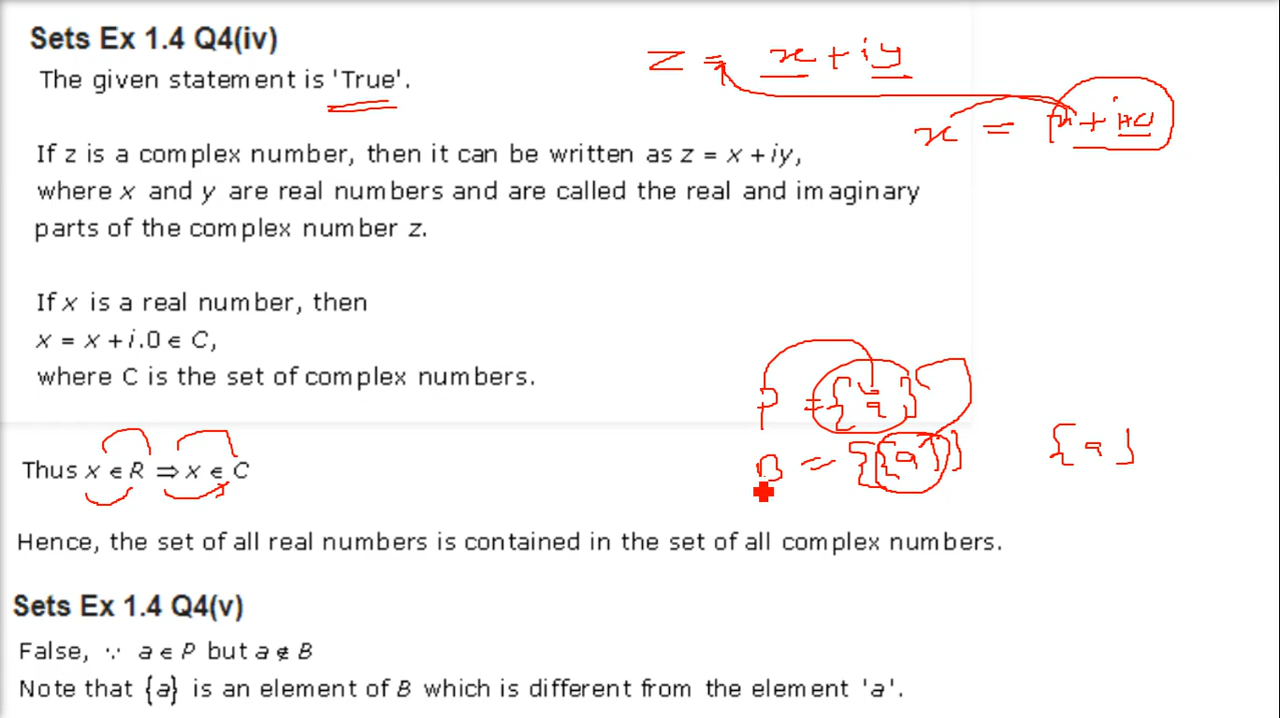 Sets Ex 1.4 Q4(iv)
The given statement is 'True'.
z = x + iy
If z is a complex number, then it can be written as z = x + iy,
where x and y are real numbers and are called the real and imaginary
parts of the complex number z.
If x is a real number, then
x = x + i.0 ∈ C,
where C is the set of complex numbers.
P = {a}
B = {{a}}
{a}
Thus x ∈ R ⇒ x ∈ C
Hence, the set of all real numbers is contained in the set of all complex numbers.
Sets Ex 1.4 Q4(v)
False, ∵ a ∈ P but a ∉ B
Note that {a} is an element of B which is different from the element 'a'.